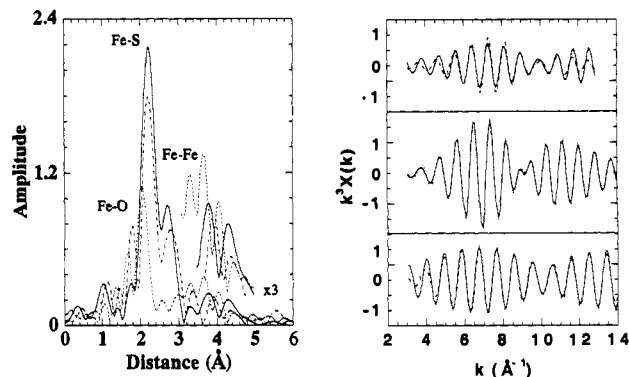 2.4
Fe-S
Fe-Fe
1.2
Fe-O
x3
0
0 1 2 3 4 5 6
Amplitude
Distance (Å)
1
0
.1
1
0
-1
1
0
-1
2 4 6 8 10 12 14
k³X(k)
k (Å⁻¹)